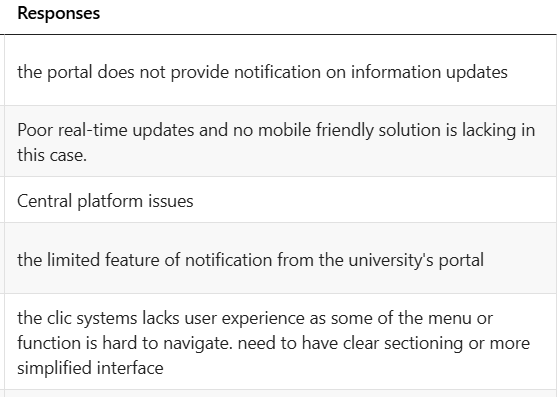 Responses
the portal does not provide notification on information updates
Poor real-time updates and no mobile friendly solution is lacking in
this case.
Central platform issues
the limited feature of notification from the university's portal
the clic systems lacks user experience as some of the menu or
function is hard to navigate. need to have clear sectioning or more
simplified interface